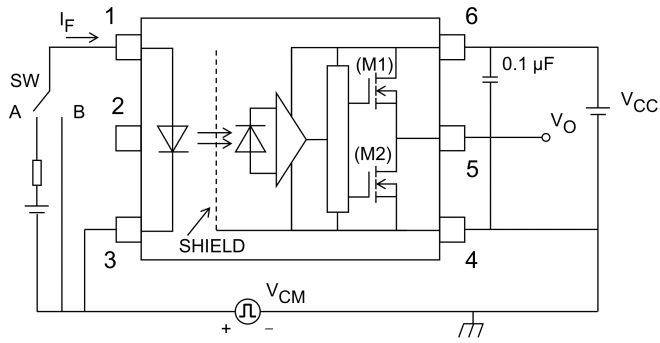 1
6
I_F
SW
A
B
2
(M1)
0.1 µF
V_CC
V_O
5
(M2)
3
SHIELD
4
V_CM
+ −